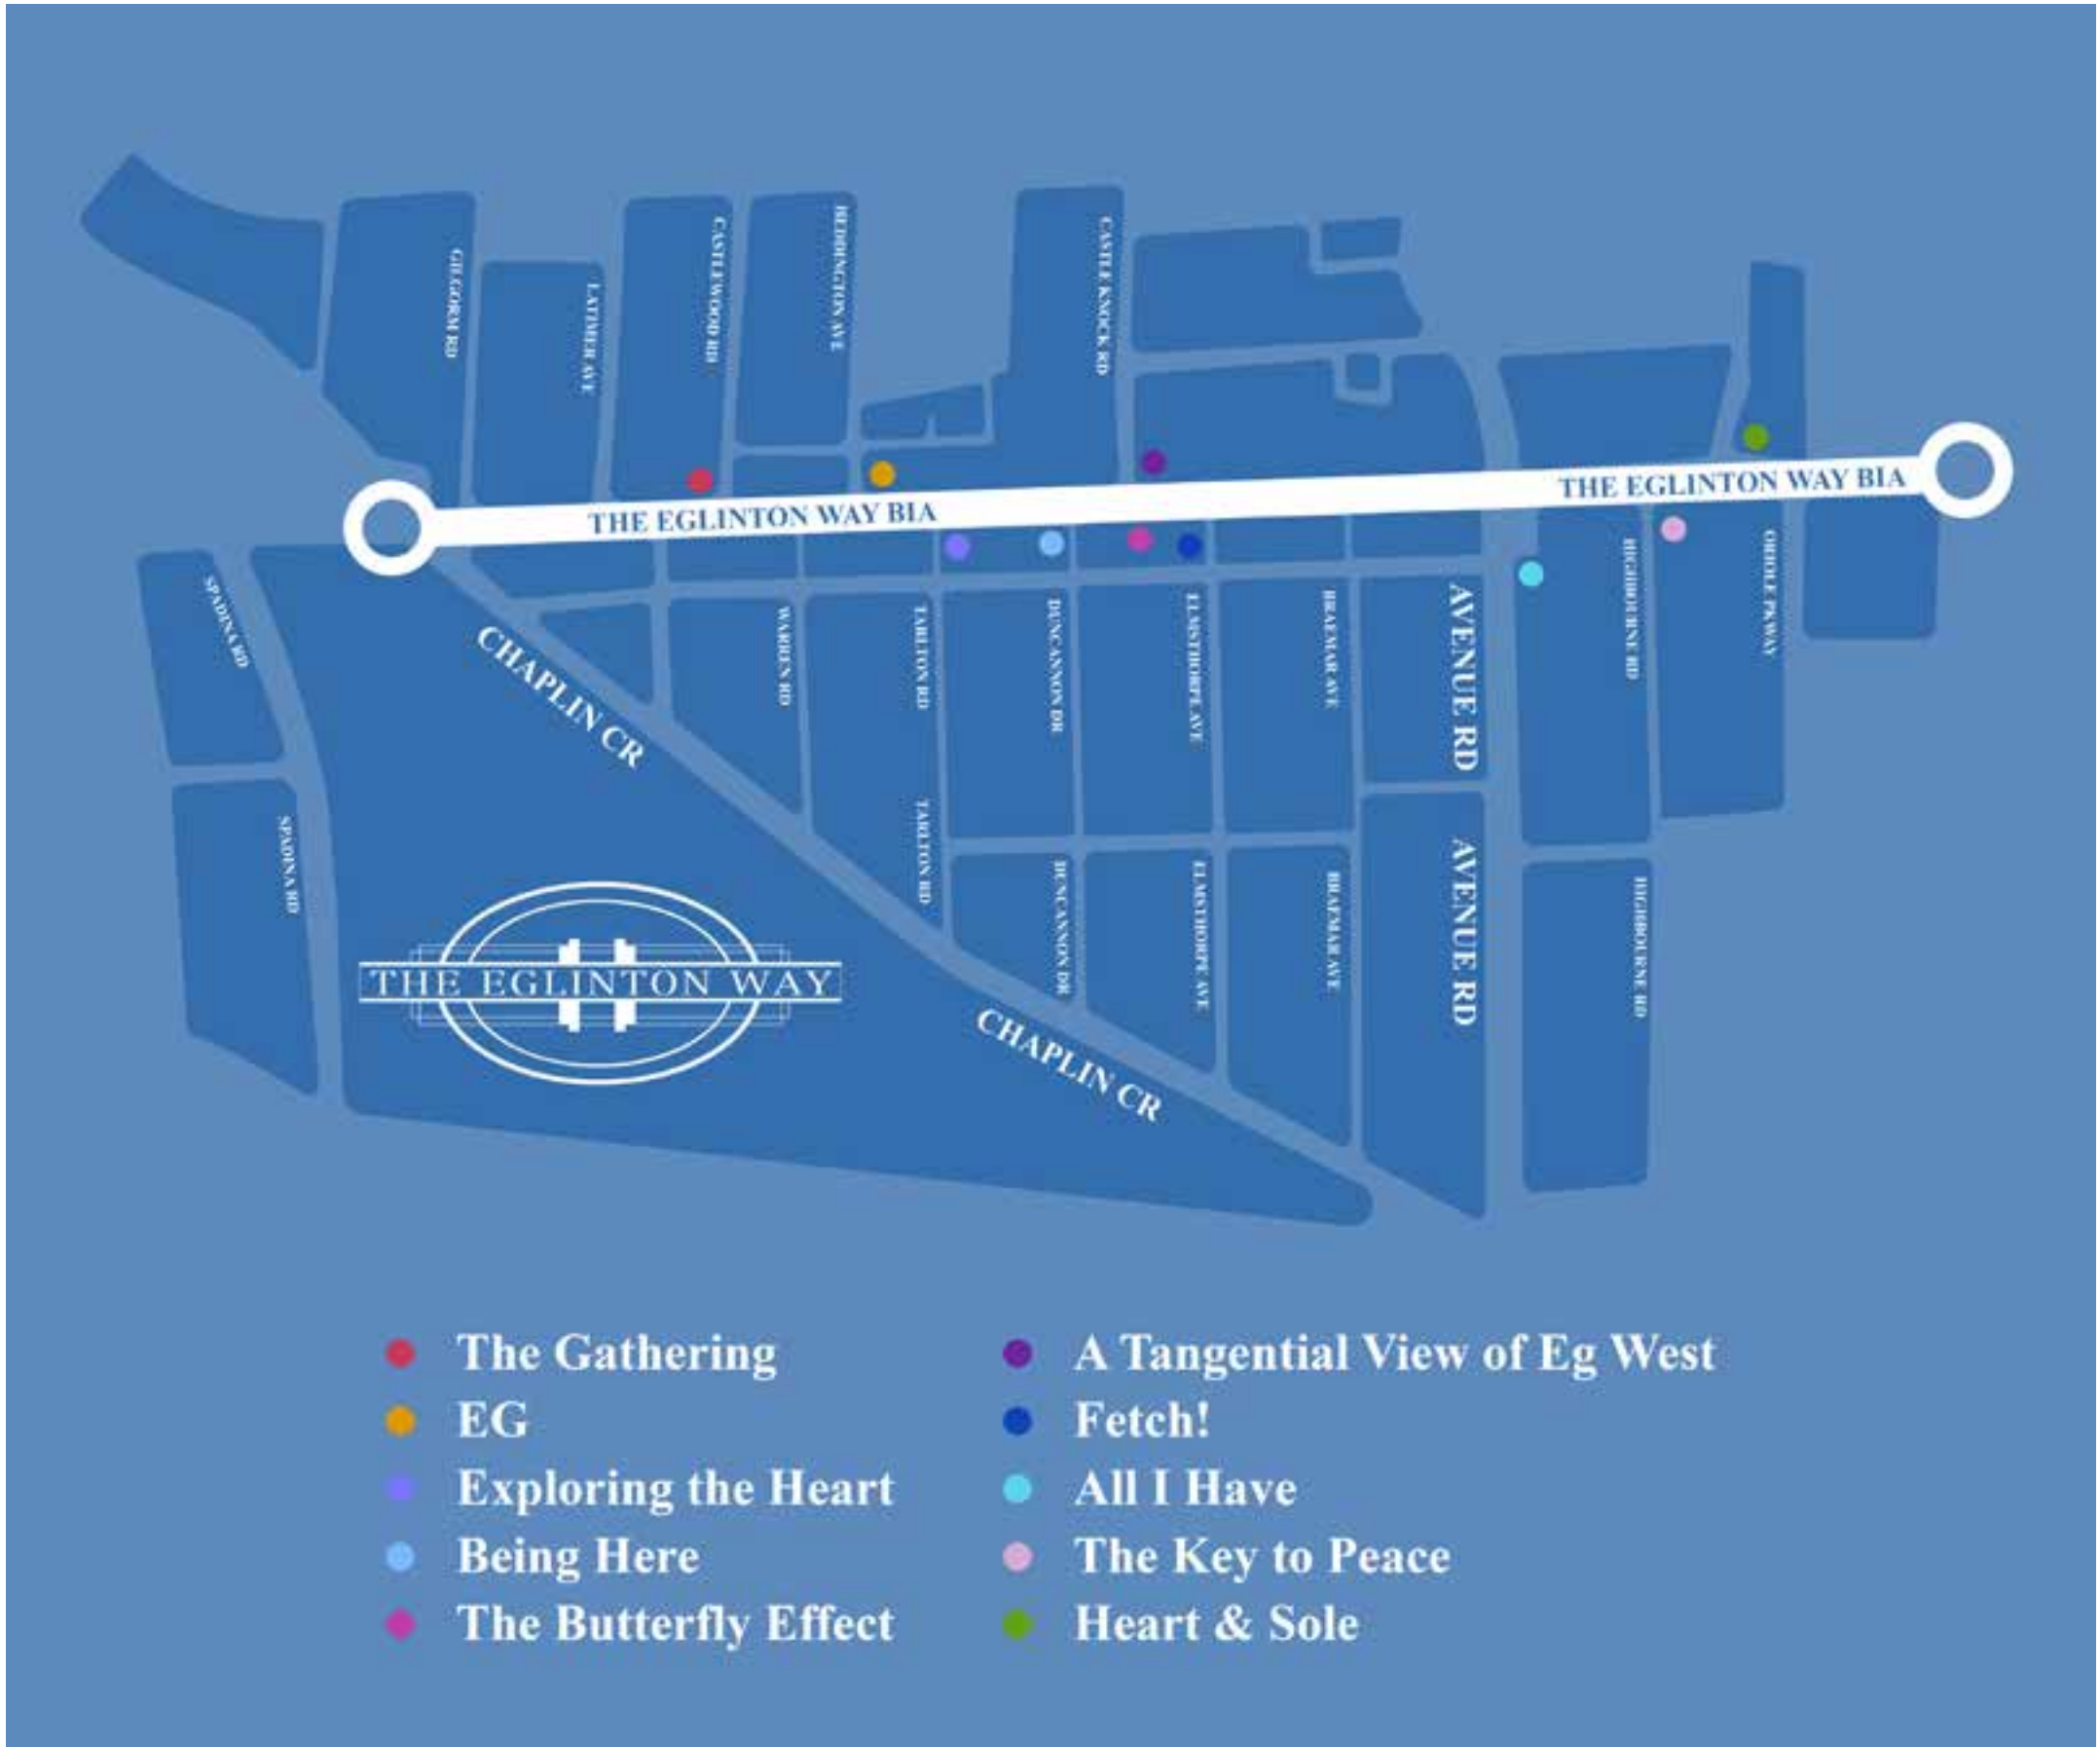 GILGORM RD
LATIMER AVE
CASTLEWOOD RD
HEDDINGTON AVE
CASTLE KNOCK RD
THE EGLINTON WAY BIA
THE EGLINTON WAY BIA
SPADINA RD
CHAPLIN CR
WARREN RD
TARLTON RD
DUNCANNON DR
ELMSTHORPE AVE
BRAEMAR AVE
AVENUE RD
HIGHBOURNE RD
ORIOLE PKWAY
SPADINA RD
TARLTON RD
DUNCANNON DR
ELMSTHORPE AVE
BRAEMAR AVE
AVENUE RD
HIGHBOURNE RD
THE EGLINTON WAY
CHAPLIN CR
The Gathering
EG
Exploring the Heart
Being Here
The Butterfly Effect
A Tangential View of Eg West
Fetch!
All I Have
The Key to Peace
Heart & Sole